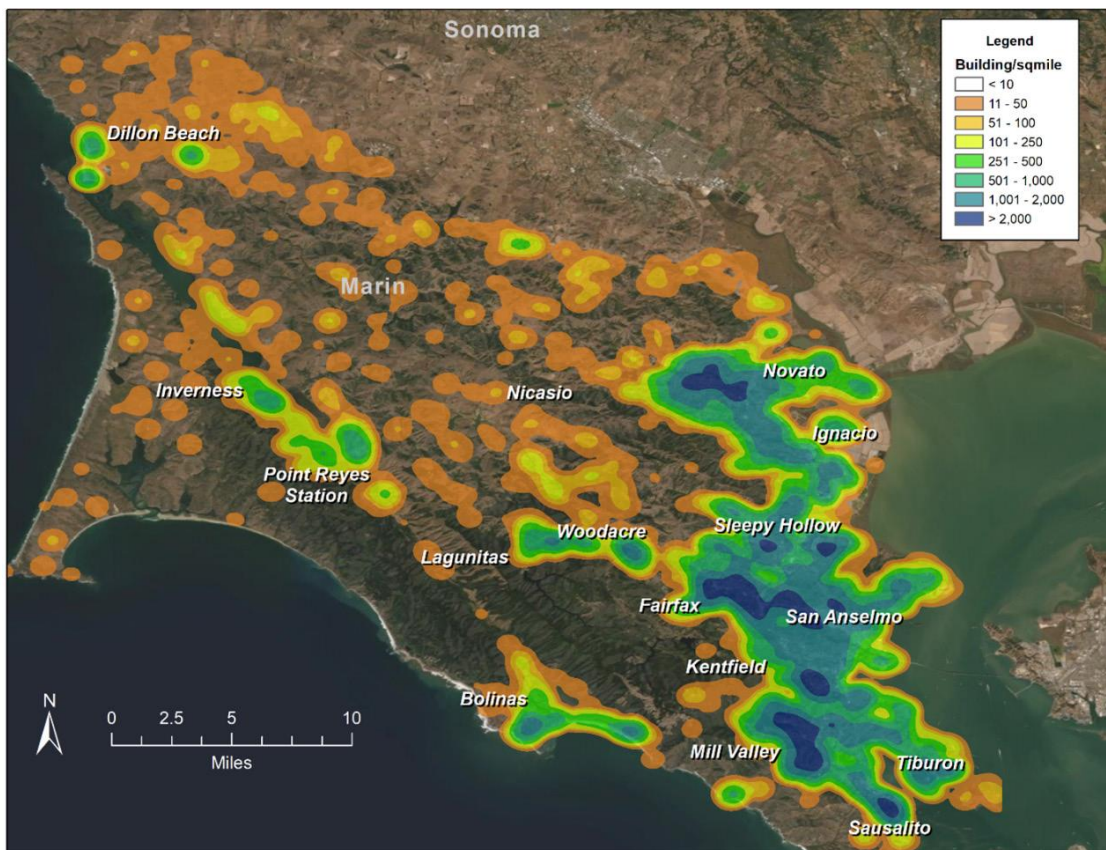 Sonoma
Legend
Building/sqmile
< 10
11 - 50
51 - 100
101 - 250
251 - 500
501 - 1,000
1,001 - 2,000
> 2,000
Dillon Beach
Marin
Inverness
Nicasio
Novato
Ignacio
Point Reyes
Station
Woodacre
Sleepy Hollow
Lagunitas
Fairfax
San Anselmo
Kentfield
Bolinas
Mill Valley
Tiburon
Sausalito
N
0 2.5 5 10
Miles